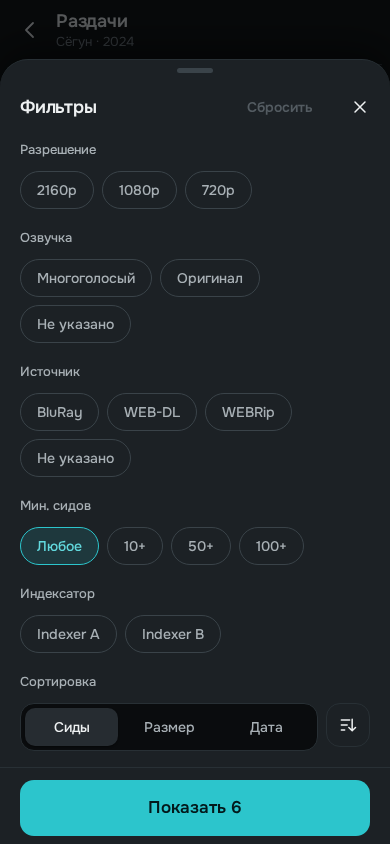 Раздачи
Сёгун · 2024
Фильтры Сбросить
Разрешение
2160p 1080p 720p
Озвучка
Многоголосый Оригинал
Не указано
Источник
BluRay WEB-DL WEBRip
Не указано
Мин. сидов
Любое 10+ 50+ 100+
Индексатор
Indexer A Indexer B
Сортировка
Сиды Размер Дата
Показать 6